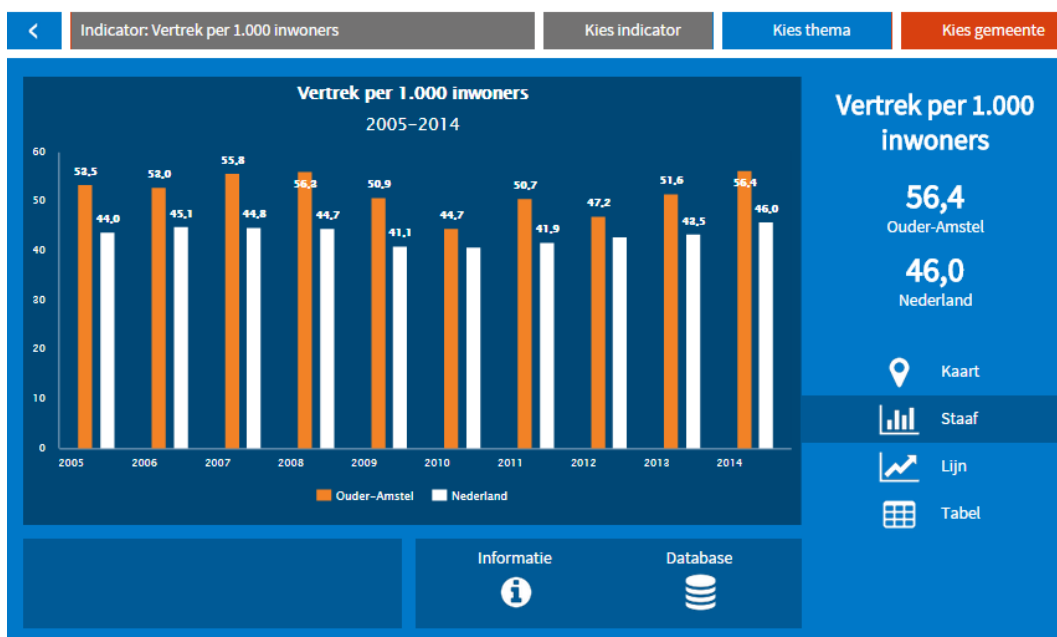 Indicator: Vertrek per 1.000 inwoners
Kies indicator
Kies thema
Kies gemeente
Vertrek per 1.000 inwoners
2005-2014
60
50
40
30
20
10
0
53,5
44,0
53,0
45,1
55,8
44,8
56,3
44,7
50,9
41,1
44,7
50,7
41,9
47,2
51,6
43,5
56,4
46,0
2005 2006 2007 2008 2009 2010 2011 2012 2013 2014
Ouder-Amstel Nederland
Vertrek per 1.000
inwoners
56,4
Ouder-Amstel
46,0
Nederland
Kaart
Staaf
Lijn
Tabel
Informatie
Database